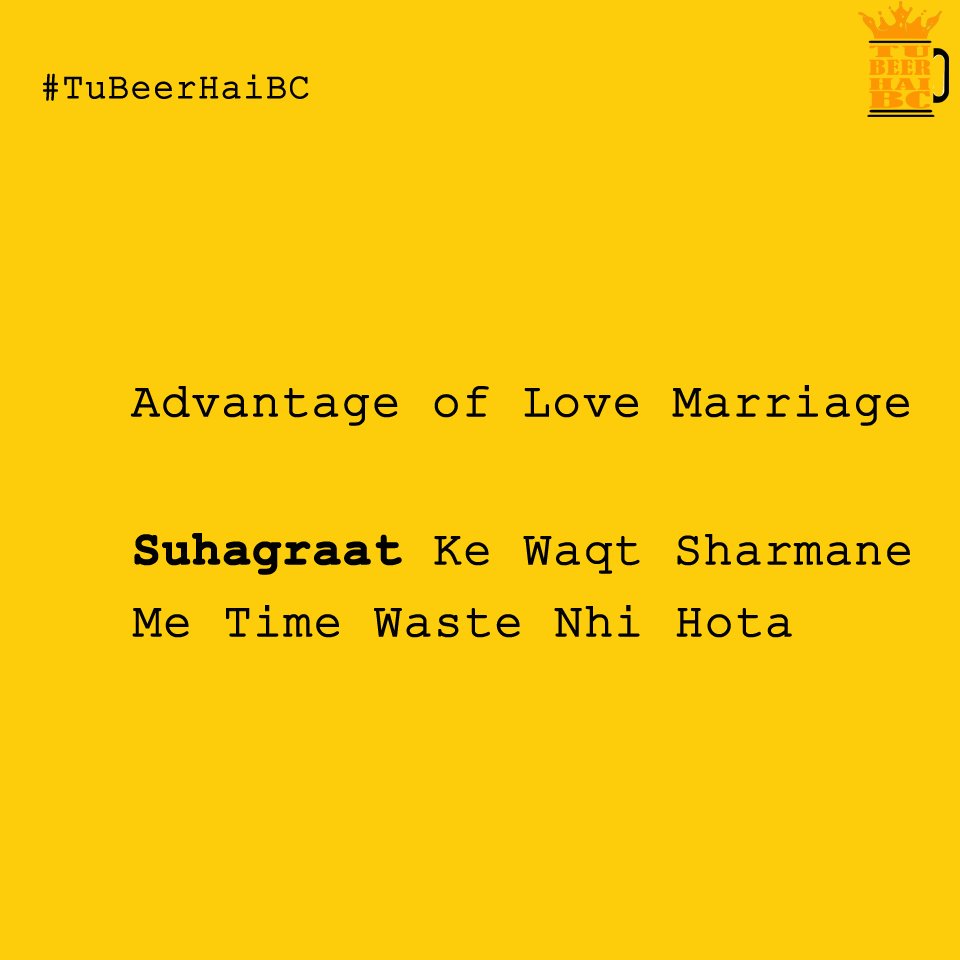 #TuBeerHaiBC
TU
BEER
HAI
BC
Advantage of Love Marriage
Suhagraat Ke Waqt Sharmane
Me Time Waste Nhi Hota